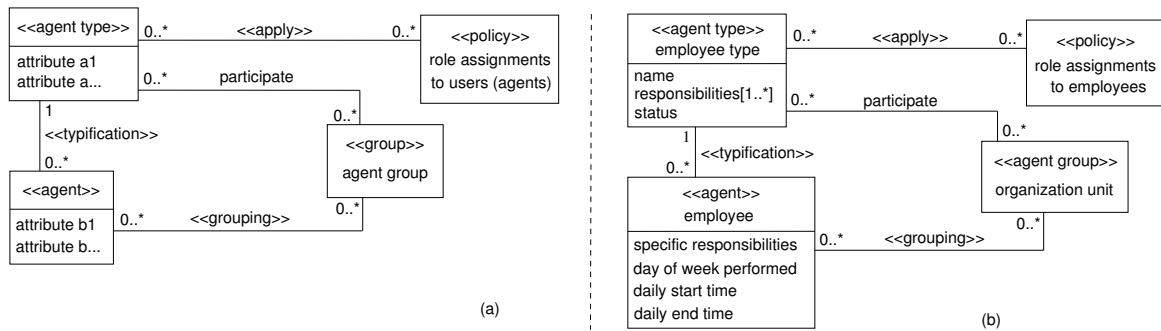 <<agent type>>
attribute a1
attribute a...
0..*
<<apply>>
0..*
<<policy>>
role assignments
to users (agents)
0..*
participate
0..*
1
<<typification>>
0..*
<<group>>
agent group
<<agent>>
attribute b1
attribute b...
0..*
<<grouping>>
0..*
(a)
<<agent type>>
employee type
name
responsibilities[1..*]
status
0..*
<<apply>>
0..*
<<policy>>
role assignments
to employees
0..*
participate
0..*
1
<<typification>>
0..*
<<agent group>>
organization unit
<<agent>>
employee
specific responsibilities
day of week performed
daily start time
daily end time
0..*
<<grouping>>
0..*
(b)